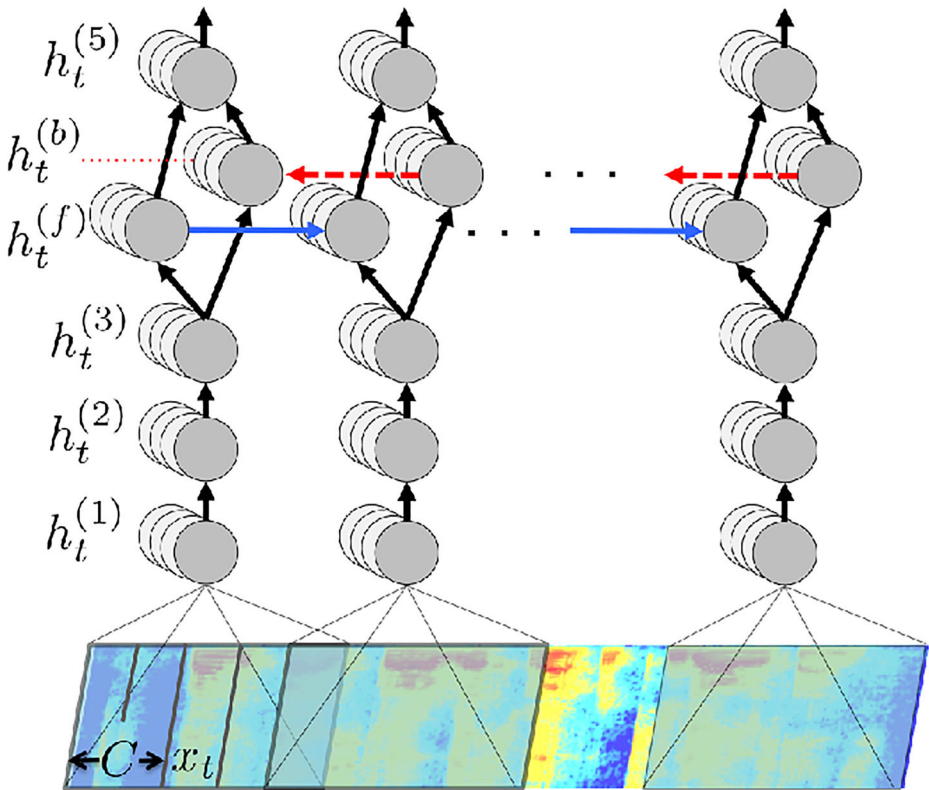 h_t^{(5)}
h_t^{(b)}
. . .
h_t^{(f)}
. . . .
h_t^{(3)}
h_t^{(2)}
h_t^{(1)}
C x_t